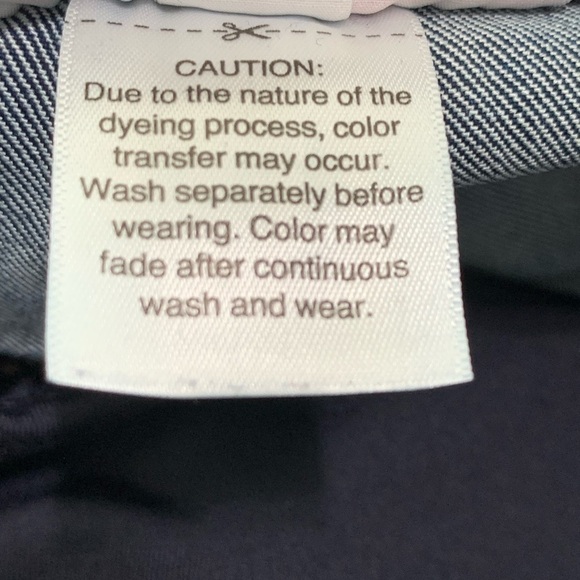 CAUTION:
Due to the nature of the
dyeing process, color
transfer may occur.
Wash separately before
wearing. Color may
fade after continuous
wash and wear.